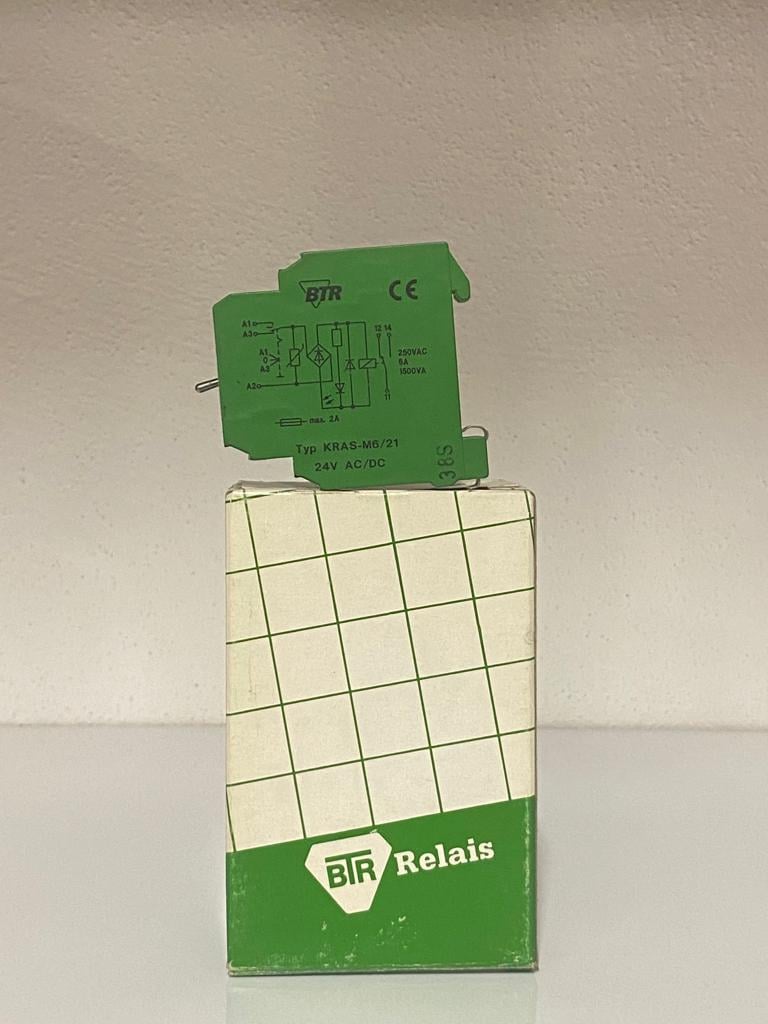 BTR CE
A1
A3
12 14
A1
0
A3
250VAC
6A
1500VA
A2
11
max. 2A
Typ KRAS-M6/21
24V AC/DC
38S
BTR Relais